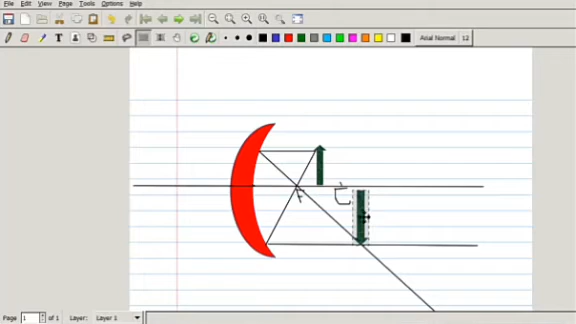 File Edit View Page Tools Options Help
T Arial Normal 12
F
C
Page 1 of 1 Layer: Layer 1